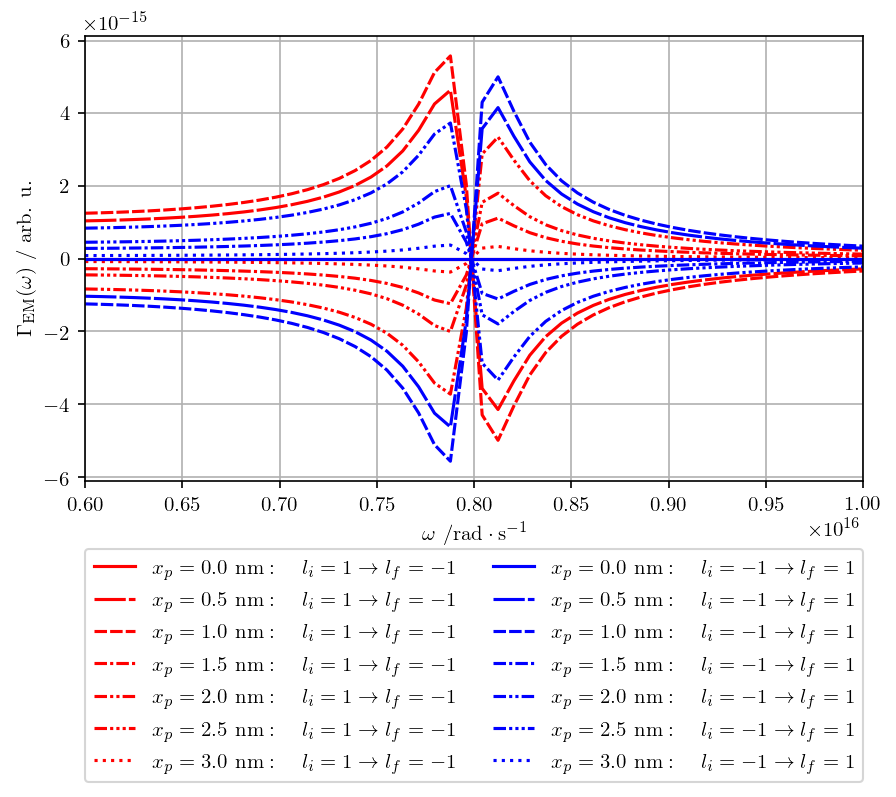 ×10⁻¹⁵
6
4
2
0
−2
−4
−6
Γ_EM(ω) / arb. u.
0.60 0.65 0.70 0.75 0.80 0.85 0.90 0.95 1.00
ω /rad · s⁻¹
×10¹⁶
x_p = 0.0 nm : l_i = 1 → l_f = −1 x_p = 0.0 nm : l_i = −1 → l_f = 1
x_p = 0.5 nm : l_i = 1 → l_f = −1 x_p = 0.5 nm : l_i = −1 → l_f = 1
x_p = 1.0 nm : l_i = 1 → l_f = −1 x_p = 1.0 nm : l_i = −1 → l_f = 1
x_p = 1.5 nm : l_i = 1 → l_f = −1 x_p = 1.5 nm : l_i = −1 → l_f = 1
x_p = 2.0 nm : l_i = 1 → l_f = −1 x_p = 2.0 nm : l_i = −1 → l_f = 1
x_p = 2.5 nm : l_i = 1 → l_f = −1 x_p = 2.5 nm : l_i = −1 → l_f = 1
x_p = 3.0 nm : l_i = 1 → l_f = −1 x_p = 3.0 nm : l_i = −1 → l_f = 1